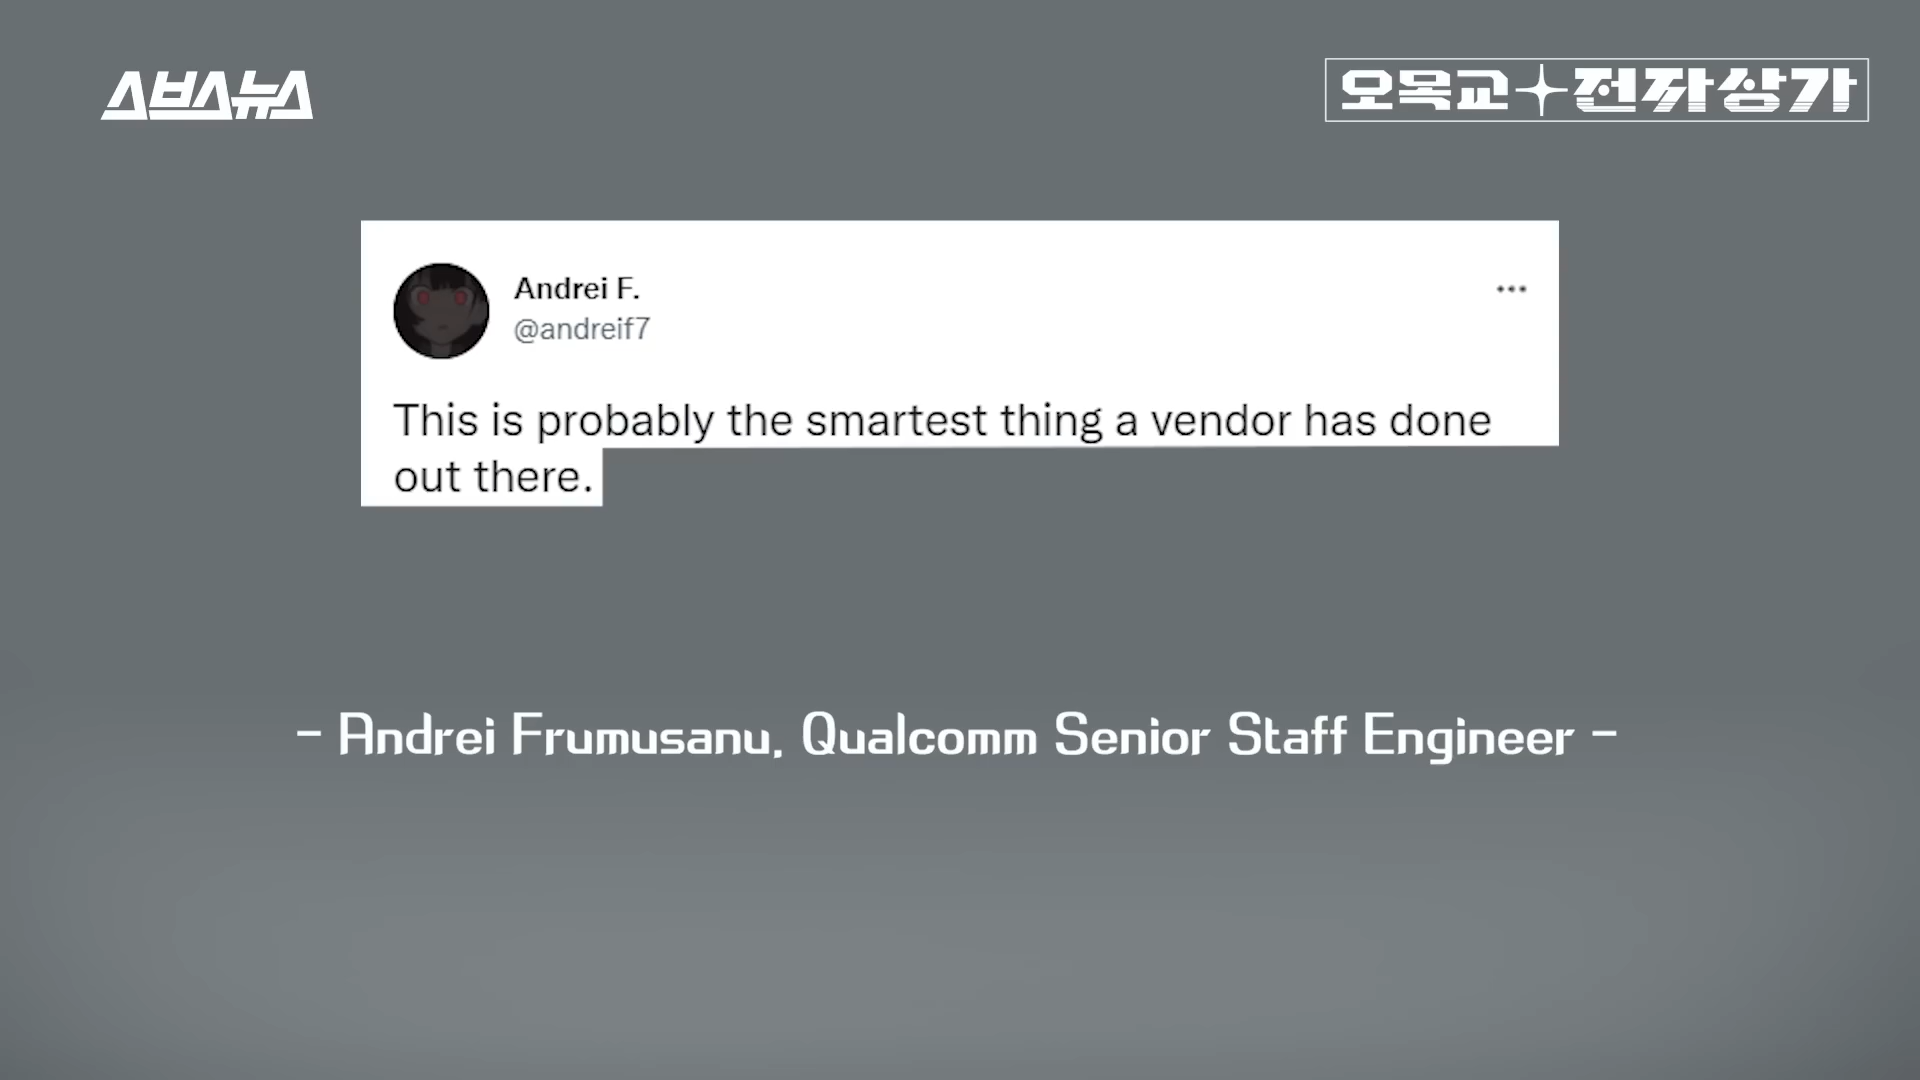 스브스뉴스
오목교 전자상가
Andrei F.
@andreif7
This is probably the smartest thing a vendor has done
out there.
- Andrei Frumusanu, Qualcomm Senior Staff Engineer -